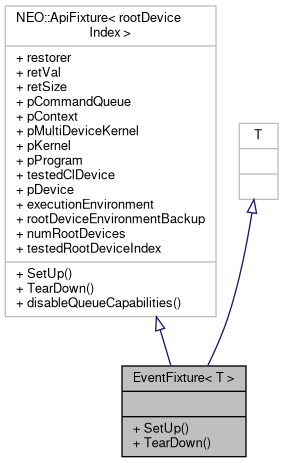 NEO::ApiFixture< rootDevice
Index >
+ restorer
+ retVal
+ retSize
+ pCommandQueue
+ pContext
+ pMultiDeviceKernel
+ pKernel
+ pProgram
+ testedClDevice
+ pDevice
+ executionEnvironment
+ rootDeviceEnvironmentBackup
+ numRootDevices
+ testedRootDeviceIndex
+ SetUp()
+ TearDown()
+ disableQueueCapabilities()
T
EventFixture< T >
+ SetUp()
+ TearDown()